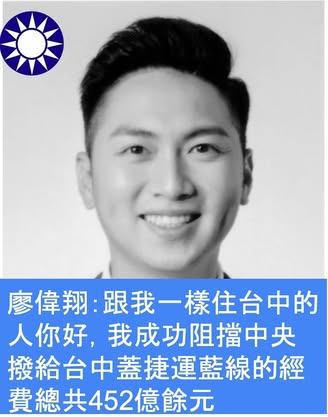 廖偉翔：跟我一樣住台中的
人你好，我成功阻擋中央
撥給台中蓋捷運藍線的經
費總共452億餘元